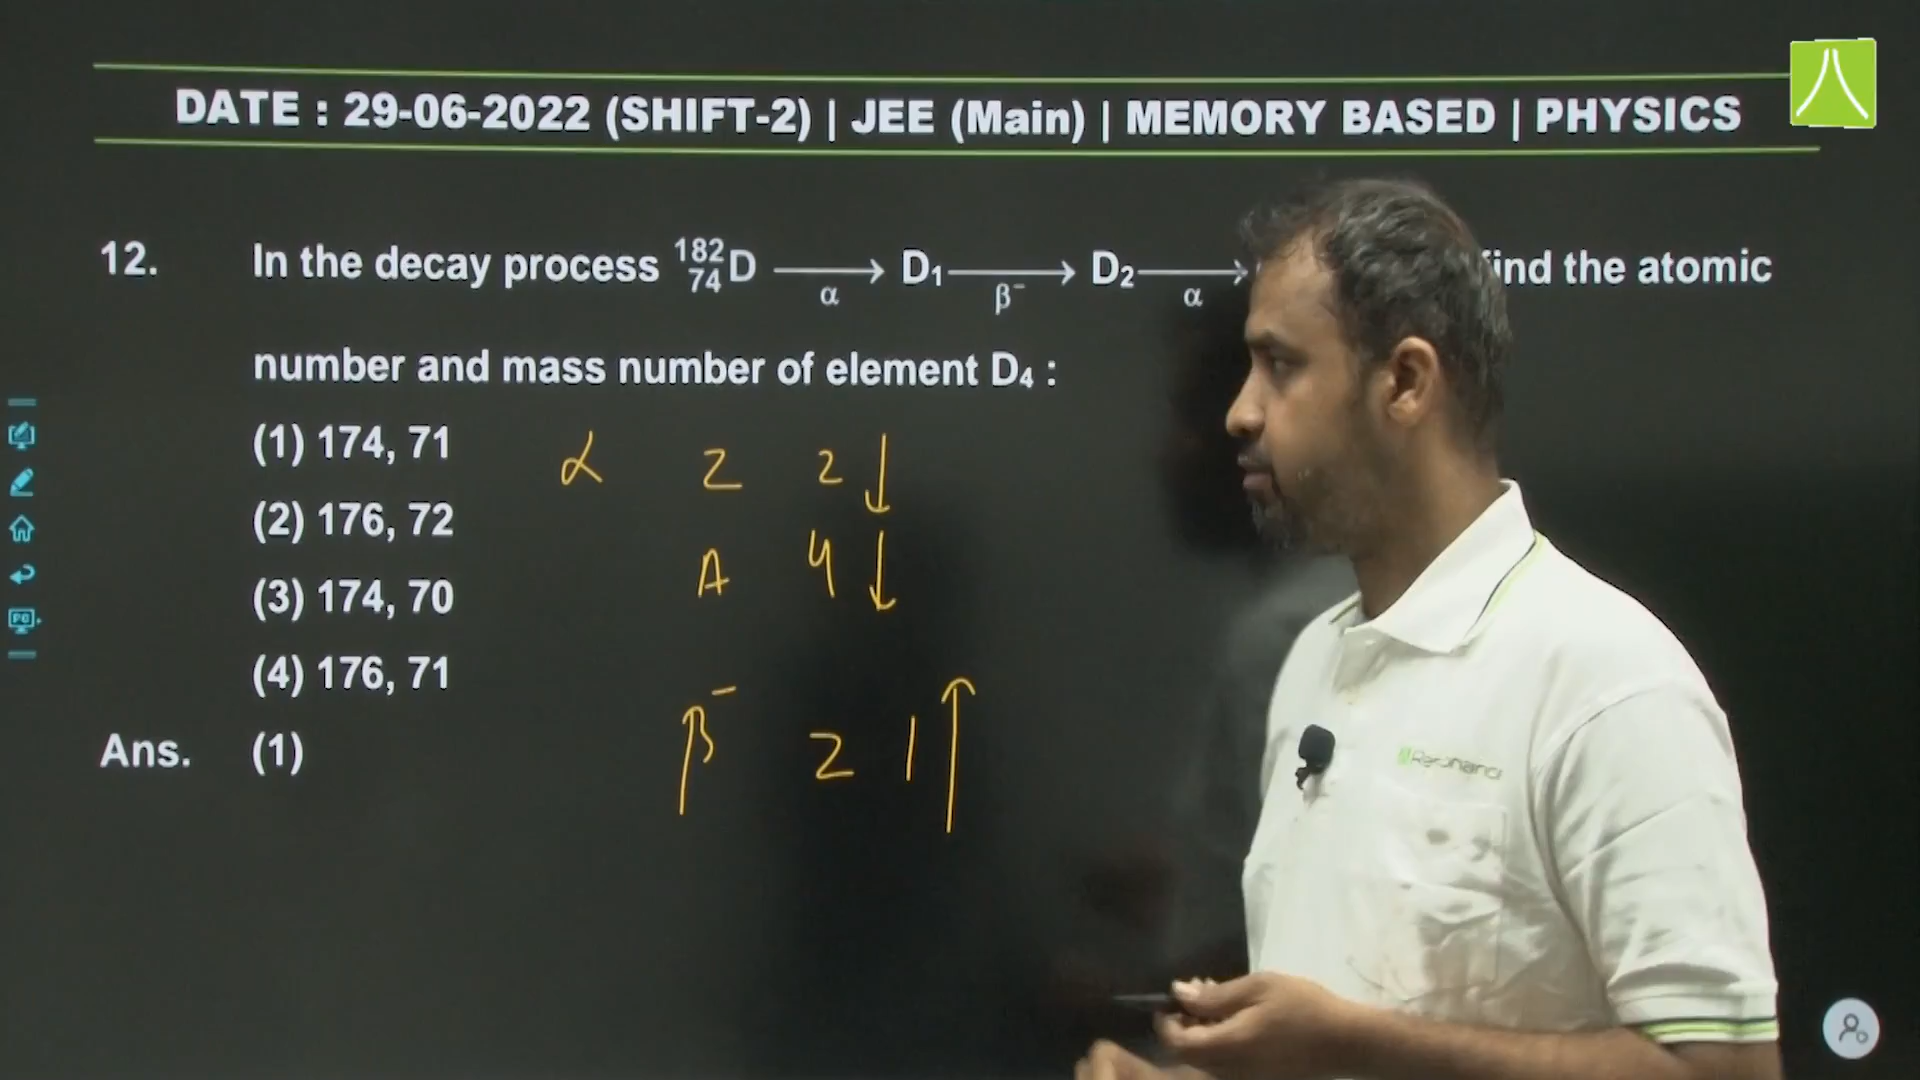 DATE : 29-06-2022 (SHIFT-2) | JEE (Main) | MEMORY BASED | PHYSICS
12. In the decay process ¹⁸²₇₄D ⟶α D₁ ⟶β⁻ D₂ ⟶α find the atomic
number and mass number of element D₄ :
(1) 174, 71
(2) 176, 72
(3) 174, 70
(4) 176, 71
Ans. (1)
α Z 2 ↓
A 4 ↓
β⁻ Z 1 ↑
Resonance